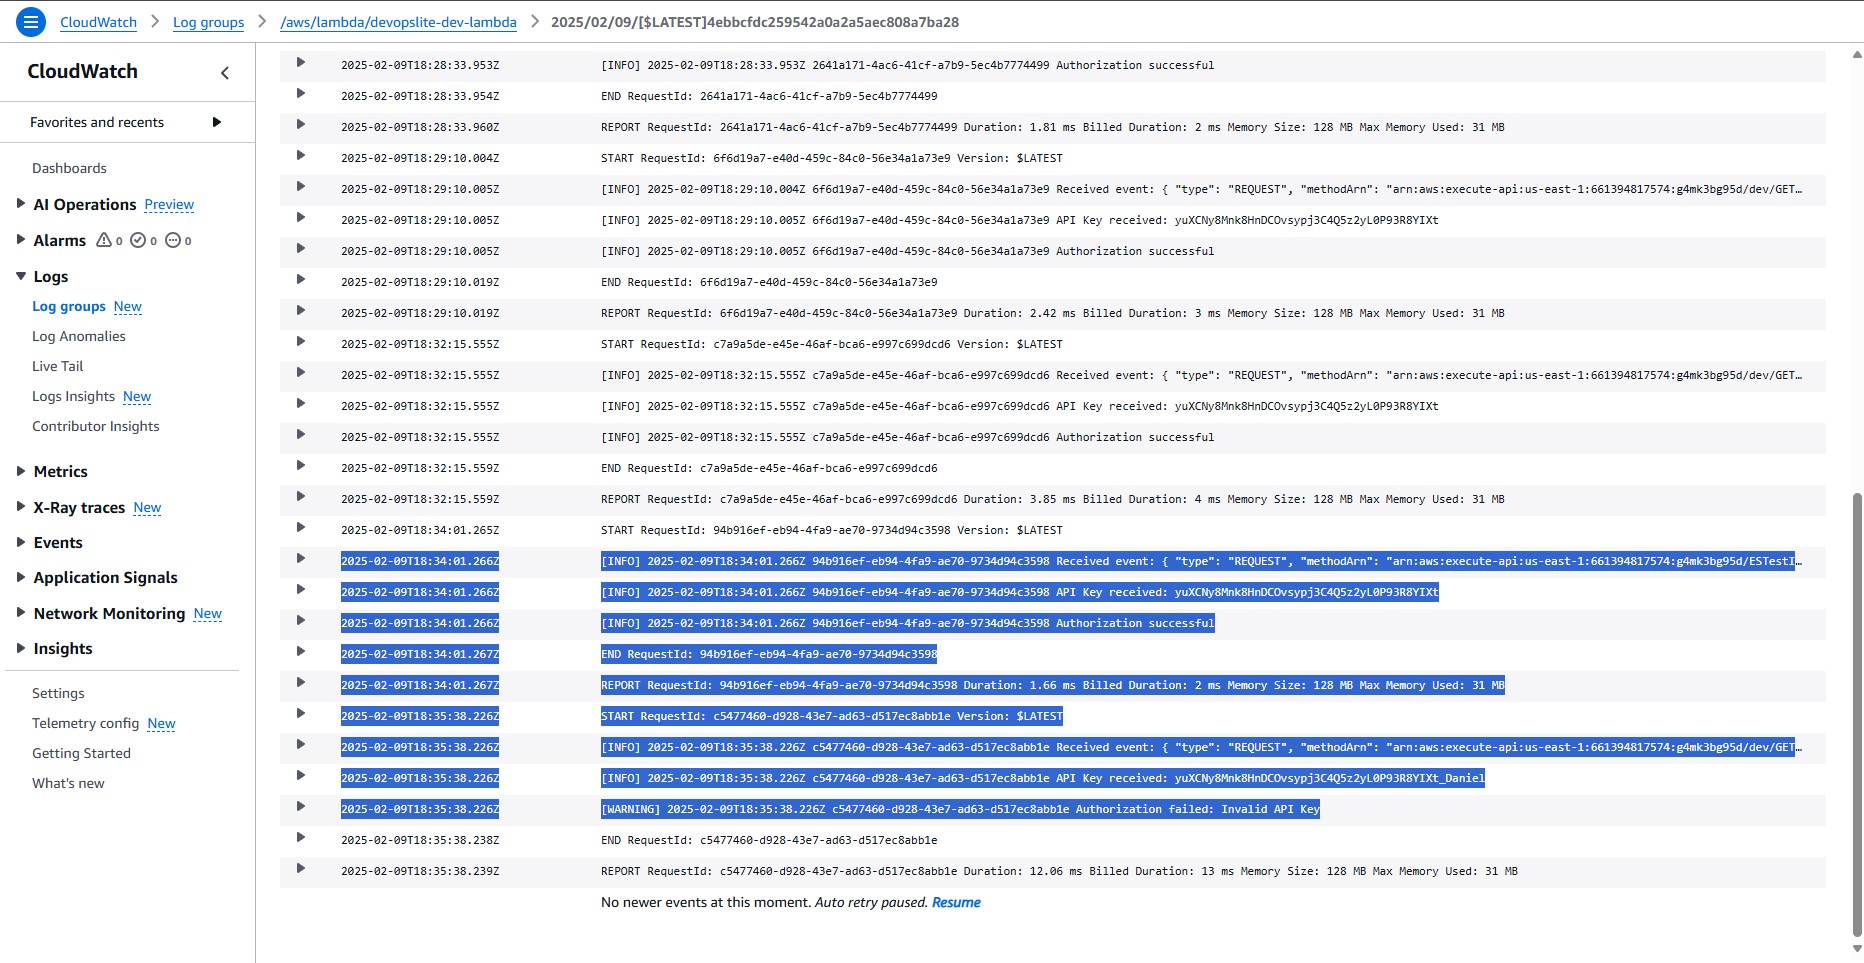 CloudWatch > Log groups > /aws/lambda/devopslite-dev-lambda > 2025/02/09/[$LATEST]4ebbcfdc259542a0a2a5aec808a7ba28
CloudWatch
Favorites and recents
Dashboards
AI Operations Preview
Alarms 0 0 0
Logs
Log groups New
Log Anomalies
Live Tail
Logs Insights New
Contributor Insights
Metrics
X-Ray traces New
Events
Application Signals
Network Monitoring New
Insights
Settings
Telemetry config New
Getting Started
What's new
2025-02-09T18:28:33.953Z [INFO] 2025-02-09T18:28:33.953Z 2641a171-4ac6-41cf-a7b9-5ec4b7774499 Authorization successful
2025-02-09T18:28:33.954Z END RequestId: 2641a171-4ac6-41cf-a7b9-5ec4b7774499
2025-02-09T18:28:33.960Z REPORT RequestId: 2641a171-4ac6-41cf-a7b9-5ec4b7774499 Duration: 1.81 ms Billed Duration: 2 ms Memory Size: 128 MB Max Memory Used: 31 MB
2025-02-09T18:29:10.004Z START RequestId: 6f6d19a7-e40d-459c-84c0-56e34a1a73e9 Version: $LATEST
2025-02-09T18:29:10.005Z [INFO] 2025-02-09T18:29:10.004Z 6f6d19a7-e40d-459c-84c0-56e34a1a73e9 Received event: { "type": "REQUEST", "methodArn": "arn:aws:execute-api:us-east-1:661394817574:g4mk3bg95d/dev/GET…
2025-02-09T18:29:10.005Z [INFO] 2025-02-09T18:29:10.005Z 6f6d19a7-e40d-459c-84c0-56e34a1a73e9 API Key received: yuXCNy8Mnk8HnDCOvsypj3C4Q5z2yL0P93R8YIXt
2025-02-09T18:29:10.005Z [INFO] 2025-02-09T18:29:10.005Z 6f6d19a7-e40d-459c-84c0-56e34a1a73e9 Authorization successful
2025-02-09T18:29:10.019Z END RequestId: 6f6d19a7-e40d-459c-84c0-56e34a1a73e9
2025-02-09T18:29:10.019Z REPORT RequestId: 6f6d19a7-e40d-459c-84c0-56e34a1a73e9 Duration: 2.42 ms Billed Duration: 3 ms Memory Size: 128 MB Max Memory Used: 31 MB
2025-02-09T18:32:15.555Z START RequestId: c7a9a5de-e45e-46af-bca6-e997c699dcd6 Version: $LATEST
2025-02-09T18:32:15.555Z [INFO] 2025-02-09T18:32:15.555Z c7a9a5de-e45e-46af-bca6-e997c699dcd6 Received event: { "type": "REQUEST", "methodArn": "arn:aws:execute-api:us-east-1:661394817574:g4mk3bg95d/dev/GET…
2025-02-09T18:32:15.555Z [INFO] 2025-02-09T18:32:15.555Z c7a9a5de-e45e-46af-bca6-e997c699dcd6 API Key received: yuXCNy8Mnk8HnDCOvsypj3C4Q5z2yL0P93R8YIXt
2025-02-09T18:32:15.555Z [INFO] 2025-02-09T18:32:15.555Z c7a9a5de-e45e-46af-bca6-e997c699dcd6 Authorization successful
2025-02-09T18:32:15.559Z END RequestId: c7a9a5de-e45e-46af-bca6-e997c699dcd6
2025-02-09T18:32:15.559Z REPORT RequestId: c7a9a5de-e45e-46af-bca6-e997c699dcd6 Duration: 3.85 ms Billed Duration: 4 ms Memory Size: 128 MB Max Memory Used: 31 MB
2025-02-09T18:34:01.265Z START RequestId: 94b916ef-eb94-4fa9-ae70-9734d94c3598 Version: $LATEST
2025-02-09T18:34:01.266Z [INFO] 2025-02-09T18:34:01.266Z 94b916ef-eb94-4fa9-ae70-9734d94c3598 Received event: { "type": "REQUEST", "methodArn": "arn:aws:execute-api:us-east-1:661394817574:g4mk3bg95d/ESTestI…
2025-02-09T18:34:01.266Z [INFO] 2025-02-09T18:34:01.266Z 94b916ef-eb94-4fa9-ae70-9734d94c3598 API Key received: yuXCNy8Mnk8HnDCOvsypj3C4Q5z2yL0P93R8YIXt
2025-02-09T18:34:01.266Z [INFO] 2025-02-09T18:34:01.266Z 94b916ef-eb94-4fa9-ae70-9734d94c3598 Authorization successful
2025-02-09T18:34:01.267Z END RequestId: 94b916ef-eb94-4fa9-ae70-9734d94c3598
2025-02-09T18:34:01.267Z REPORT RequestId: 94b916ef-eb94-4fa9-ae70-9734d94c3598 Duration: 1.66 ms Billed Duration: 2 ms Memory Size: 128 MB Max Memory Used: 31 MB
2025-02-09T18:35:38.226Z START RequestId: c5477460-d928-43e7-ad63-d517ec8abb1e Version: $LATEST
2025-02-09T18:35:38.226Z [INFO] 2025-02-09T18:35:38.226Z c5477460-d928-43e7-ad63-d517ec8abb1e Received event: { "type": "REQUEST", "methodArn": "arn:aws:execute-api:us-east-1:661394817574:g4mk3bg95d/dev/GET…
2025-02-09T18:35:38.226Z [INFO] 2025-02-09T18:35:38.226Z c5477460-d928-43e7-ad63-d517ec8abb1e API Key received: yuXCNy8Mnk8HnDCOvsypj3C4Q5z2yL0P93R8YIXt_Daniel
2025-02-09T18:35:38.226Z [WARNING] 2025-02-09T18:35:38.226Z c5477460-d928-43e7-ad63-d517ec8abb1e Authorization failed: Invalid API Key
2025-02-09T18:35:38.238Z END RequestId: c5477460-d928-43e7-ad63-d517ec8abb1e
2025-02-09T18:35:38.239Z REPORT RequestId: c5477460-d928-43e7-ad63-d517ec8abb1e Duration: 12.06 ms Billed Duration: 13 ms Memory Size: 128 MB Max Memory Used: 31 MB
No newer events at this moment. Auto retry paused. Resume